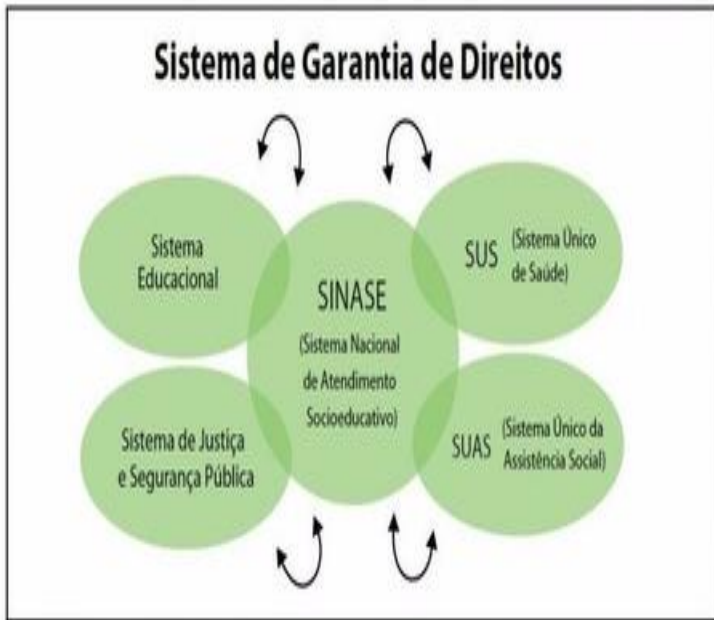 Sistema de Garantia de Direitos
Sistema
Educacional
SINASE
(Sistema Nacional
de Atendimento
Socioeducativo)
SUS (Sistema Único
de Saúde)
Sistema de Justiça
e Segurança Pública
SUAS (Sistema Único da
Assistência Social)